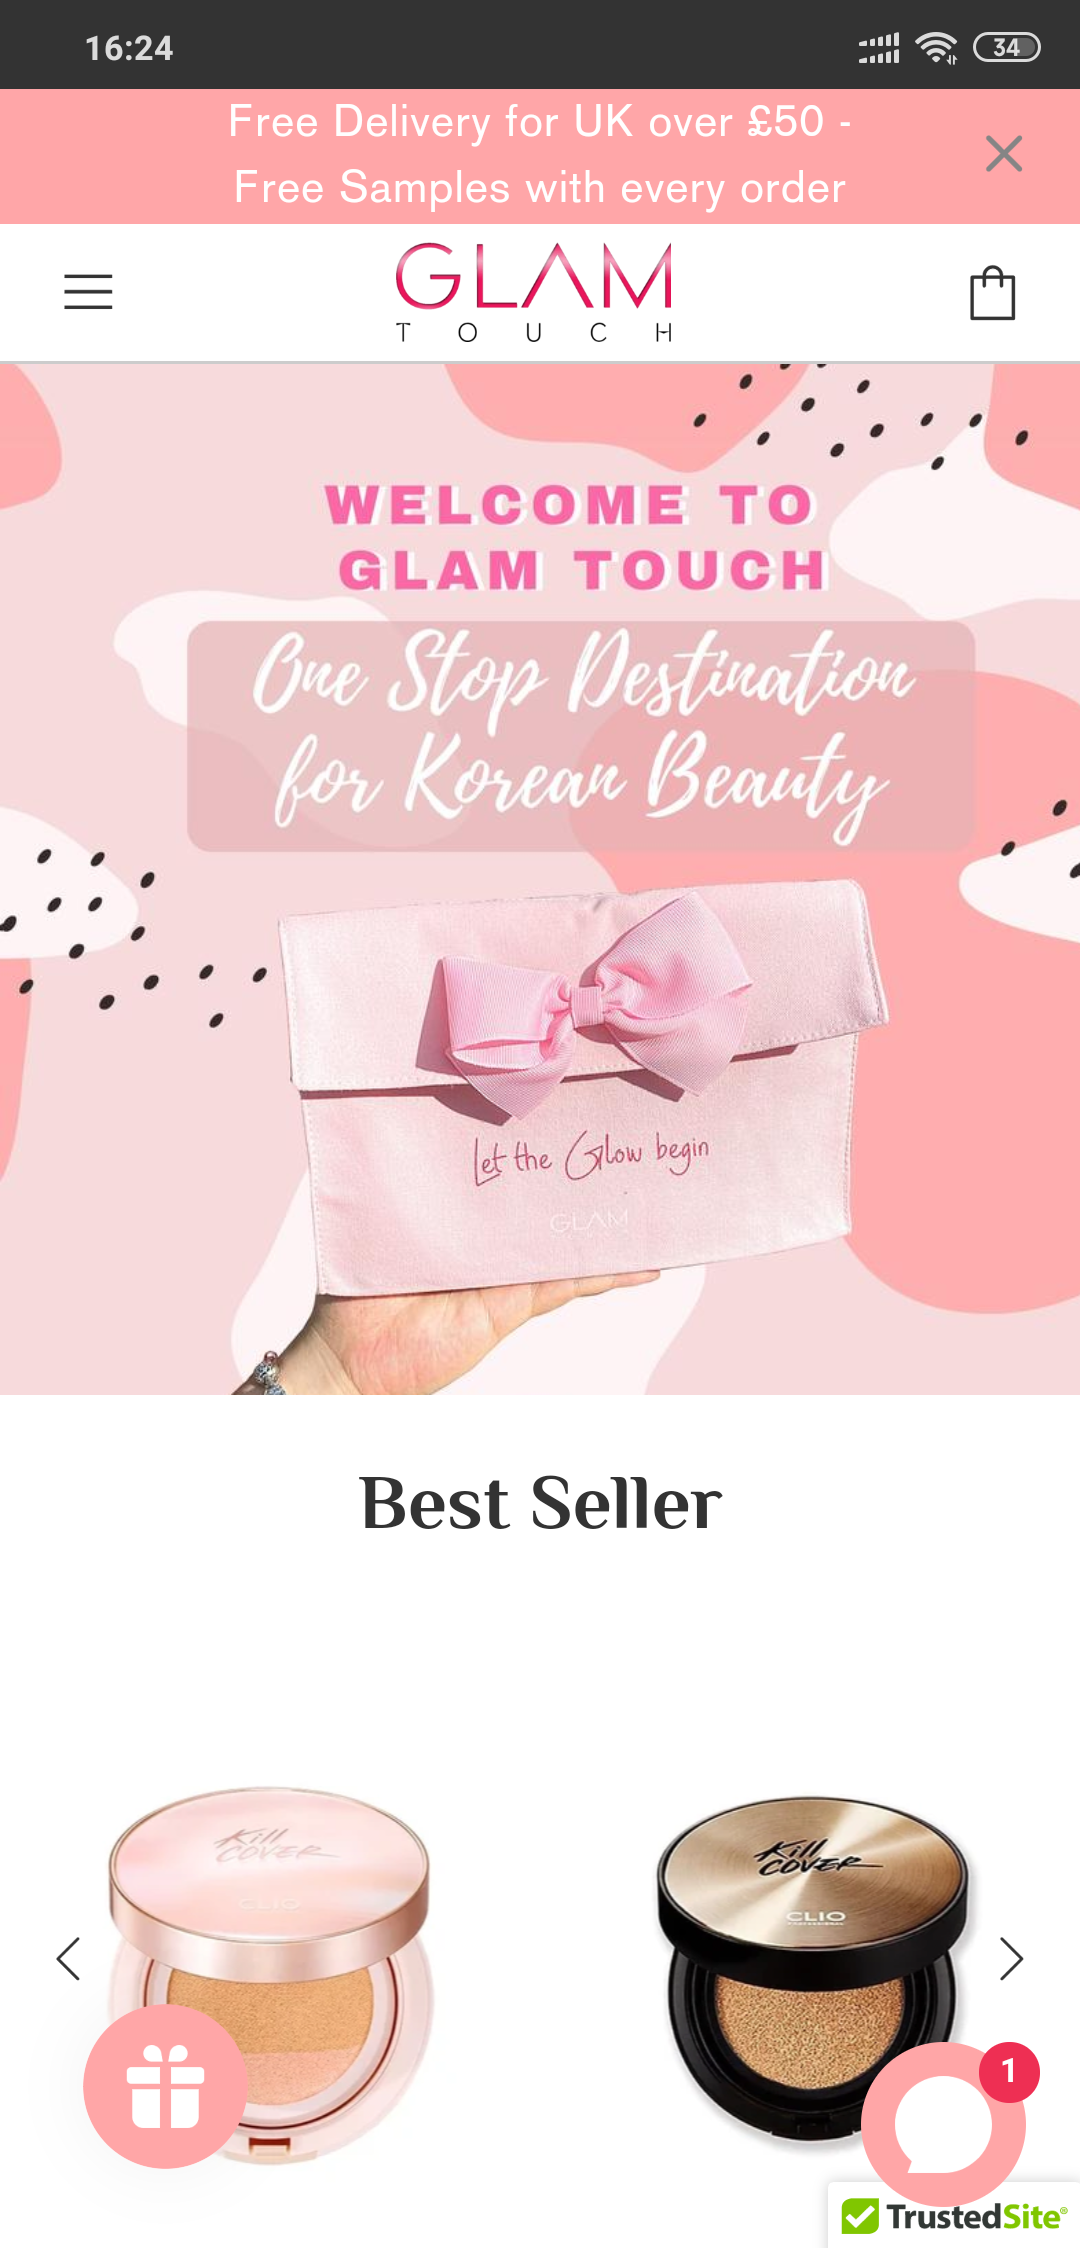 16:24
34
Free Delivery for UK over £50 -
Free Samples with every order
GLAM
TOUCH
WELCOME TO
GLAM TOUCH
One Stop Destination
for Korean Beauty
Let the Glow begin
GLAM
Best Seller
Kill
COVER
CLIO
Kill
COVER
CLIO
PROFESSIONAL
1
TrustedSite®